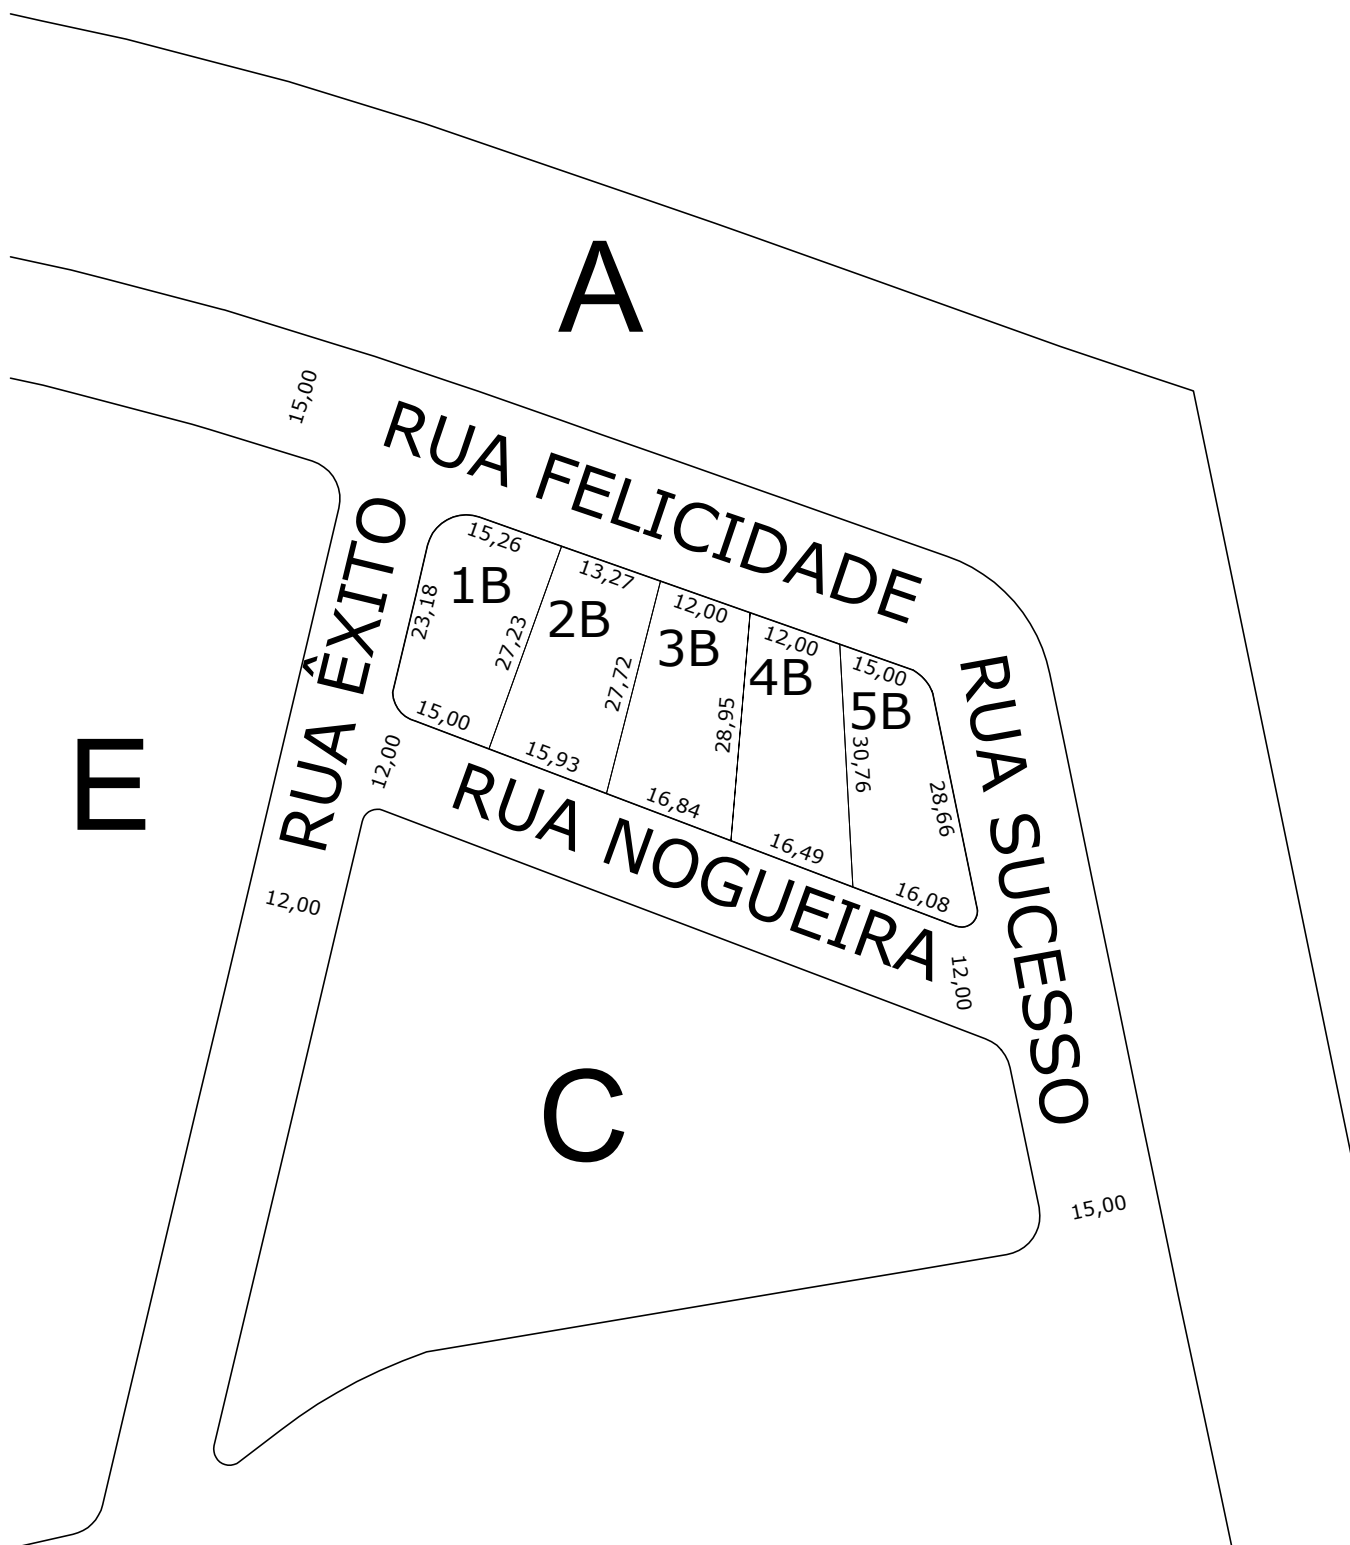 A
15,00
RUA FELICIDADE
RUA ÊXITO
15,26
13,27
12,00
12,00
15,00
1B
2B
3B
4B
5B
23,18
27,23
27,72
28,95
30,76
28,66
15,00
15,93
16,84
16,49
16,08
RUA SUCESSO
E
12,00
RUA NOGUEIRA
12,00
12,00
C
15,00